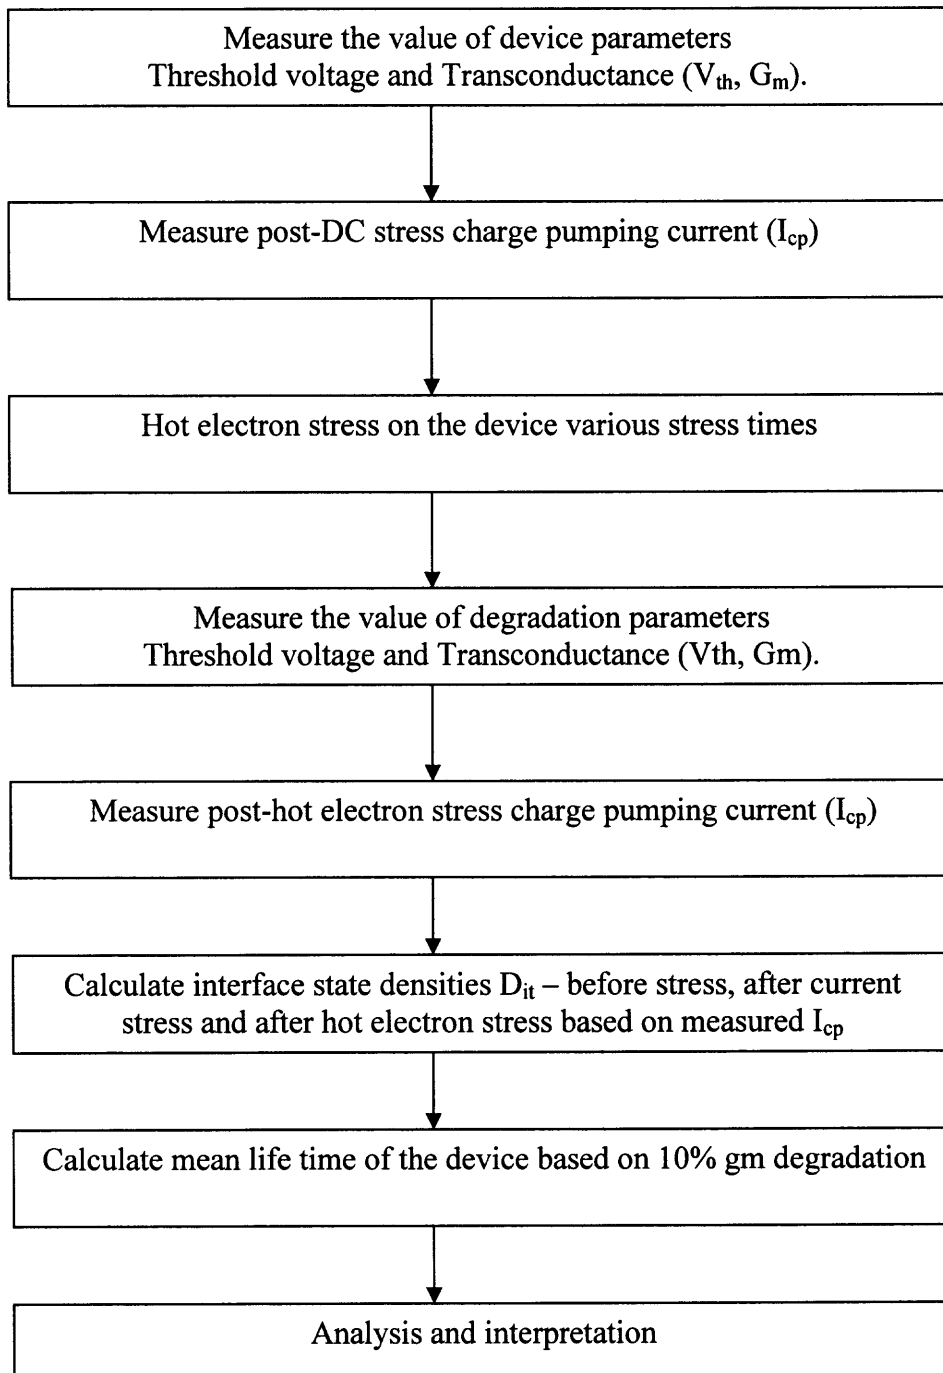 Measure the value of device parameters
Threshold voltage and Transconductance (Vth, Gm).
Measure post-DC stress charge pumping current (Icp)
Hot electron stress on the device various stress times
Measure the value of degradation parameters
Threshold voltage and Transconductance (Vth, Gm).
Measure post-hot electron stress charge pumping current (Icp)
Calculate interface state densities Dit – before stress, after current
stress and after hot electron stress based on measured Icp
Calculate mean life time of the device based on 10% gm degradation
Analysis and interpretation